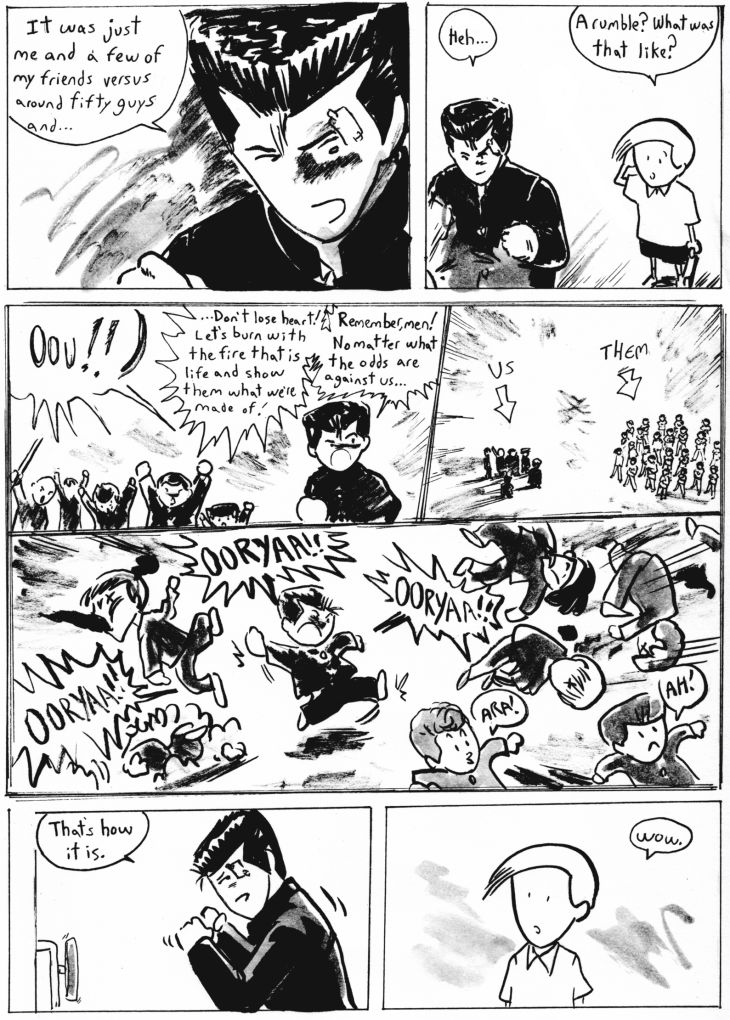 A rumble? What was
that like?
Heh...
It was just
me and a few of
my friends versus
around fifty guys
and...
THEM
US
Remember, men!
No matter what
the odds are
against us...
...Don't lose heart!
Let's burn with
the fire that is
life and show
them what we're
made of!
Oou!!
OORYAA!!
AH!
ARA!
OORYAA!!
OORYAA!!
wow.
That's how
it is.